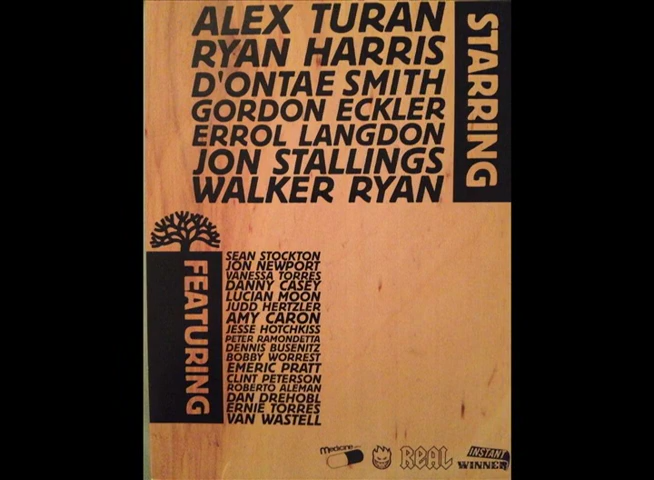 ALEX TURAN
RYAN HARRIS
D'ONTAE SMITH
GORDON ECKLER
ERROL LANGDON
JON STALLINGS
WALKER RYAN
STARRING
FEATURING
SEAN STOCKTON
JON NEWPORT
VANESSA TORRES
DANNY CASEY
LUCIAN MOON
JUDD HERTZLER
AMY CARON
JESSE HOTCHKISS
PETER RAMONDETTA
DENNIS BUSENITZ
BOBBY WORREST
EMERIC PRATT
CLINT PETERSON
ROBERTO ALEMAN
DAN DREHOBL
ERNIE TORRES
VAN WASTELL
Medicine
REAL
INSTANT
WINNER